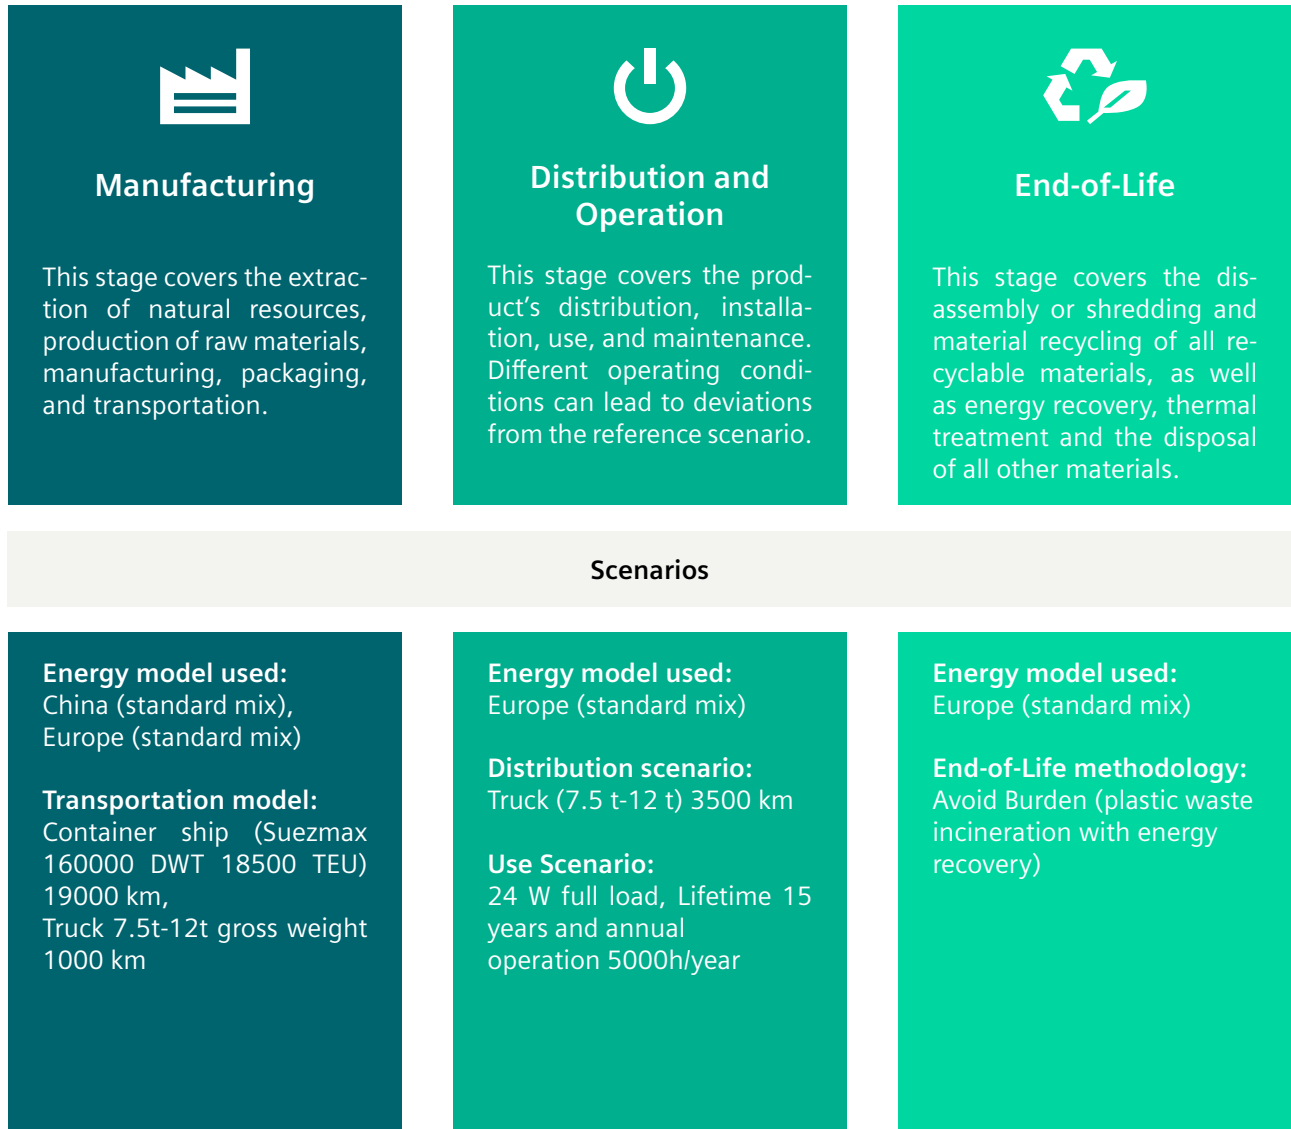 Manufacturing
This stage covers the extrac-
tion of natural resources,
production of raw materials,
manufacturing, packaging,
and transportation.
Distribution and
Operation
This stage covers the prod-
uct's distribution, installa-
tion, use, and maintenance.
Different operating condi-
tions can lead to deviations
from the reference scenario.
End-of-Life
This stage covers the dis-
assembly or shredding and
material recycling of all re-
cyclable materials, as well
as energy recovery, thermal
treatment and the disposal
of all other materials.
Scenarios
Energy model used:
China (standard mix),
Europe (standard mix)
Transportation model:
Container ship (Suezmax
160000 DWT 18500 TEU)
19000 km,
Truck 7.5t-12t gross weight
1000 km
Energy model used:
Europe (standard mix)
Distribution scenario:
Truck (7.5 t-12 t) 3500 km
Use Scenario:
24 W full load, Lifetime 15
years and annual
operation 5000h/year
Energy model used:
Europe (standard mix)
End-of-Life methodology:
Avoid Burden (plastic waste
incineration with energy
recovery)